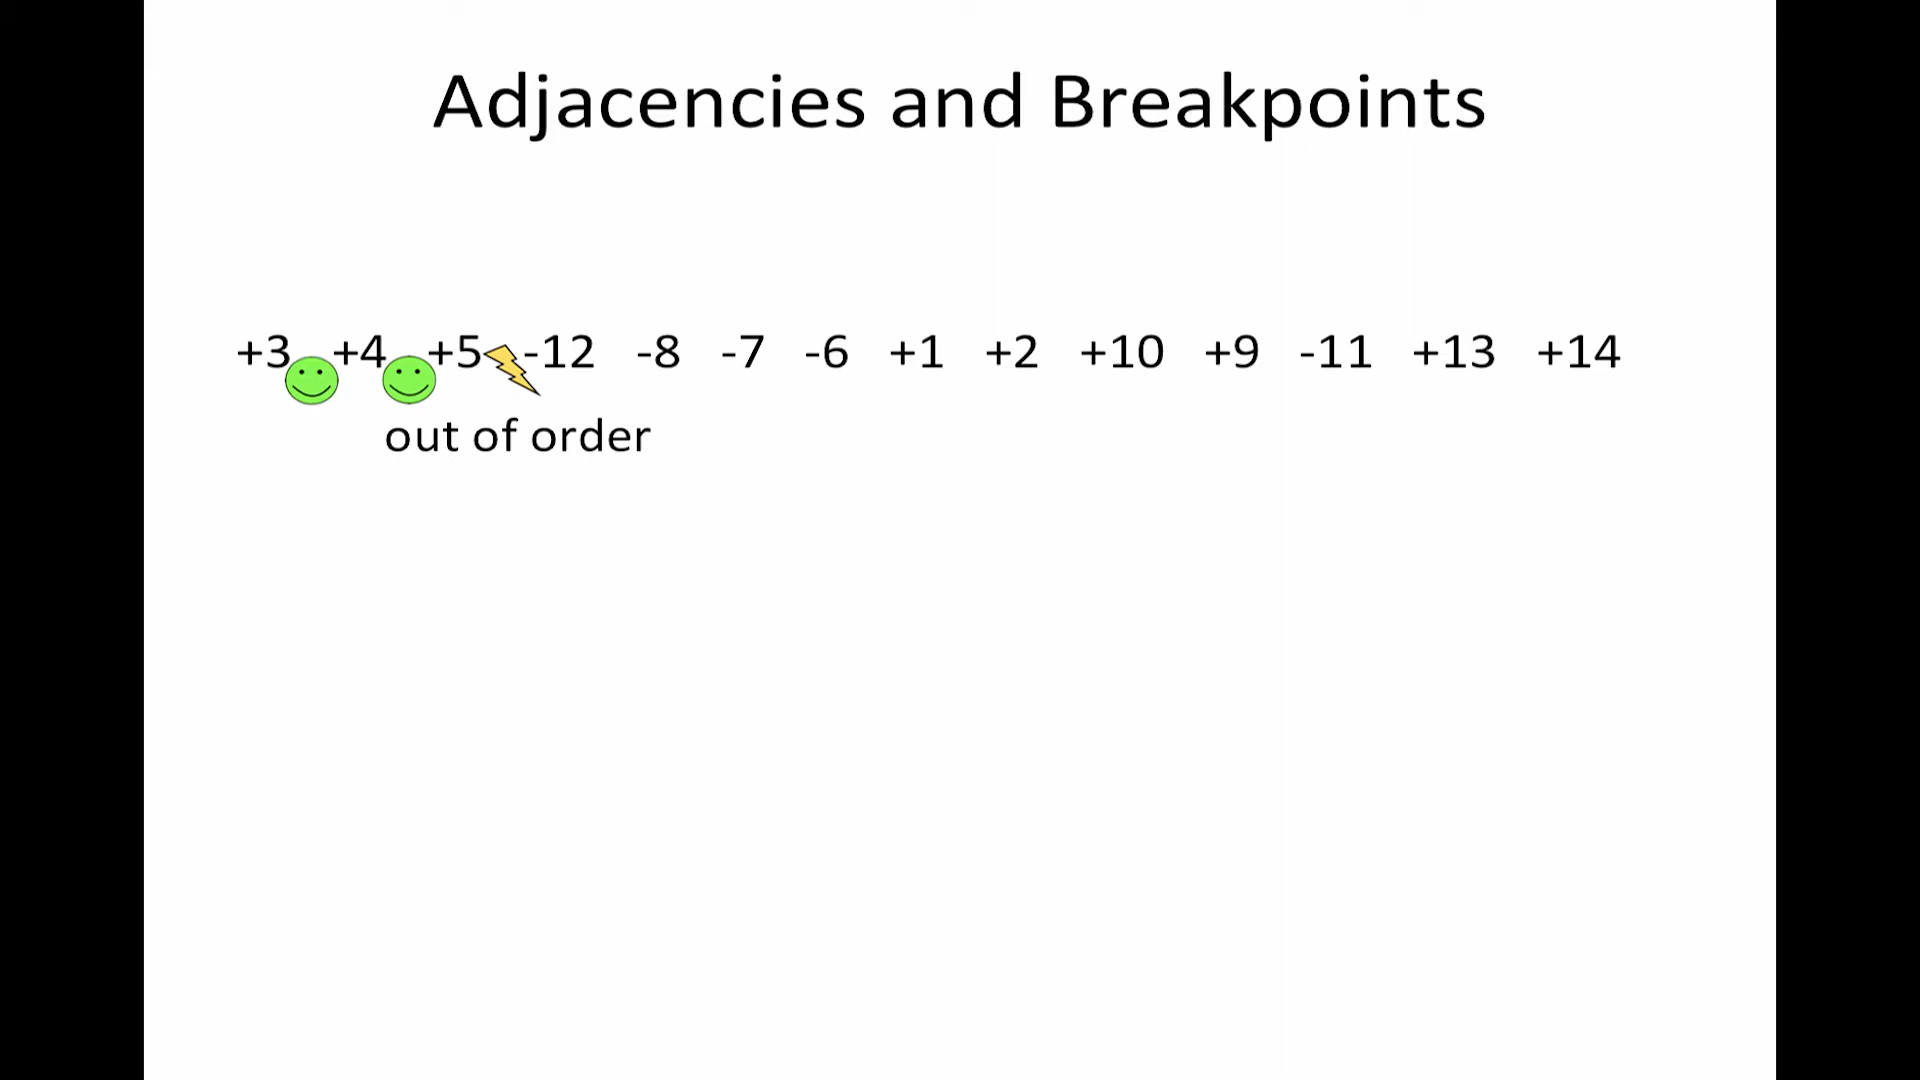 Adjacencies and Breakpoints
+3 +4 +5 -12 -8 -7 -6 +1 +2 +10 +9 -11 +13 +14
out of order